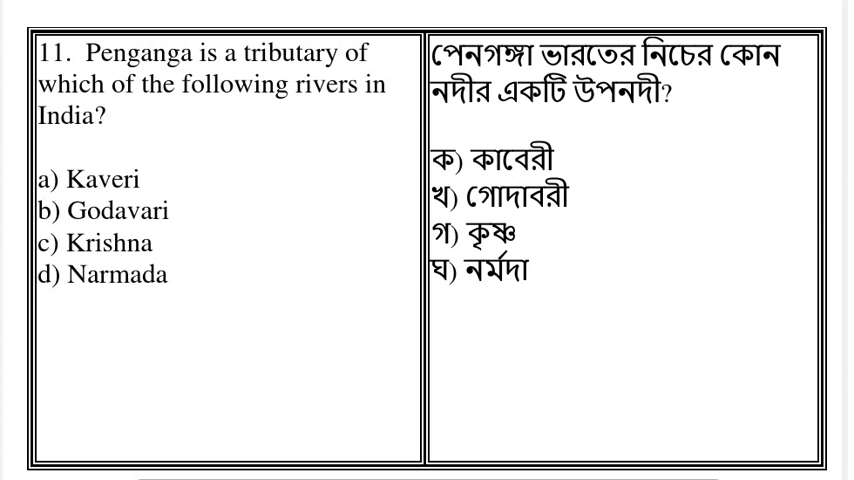 11. Penganga is a tributary of
which of the following rivers in
India?
a) Kaveri
b) Godavari
c) Krishna
d) Narmada
পেনগঙ্গা ভারতের নিচের কোন
নদীর একটি উপনদী?
ক) কাবেরী
খ) গোদাবরী
গ) কৃষ্ণ
ঘ) নর্মদা